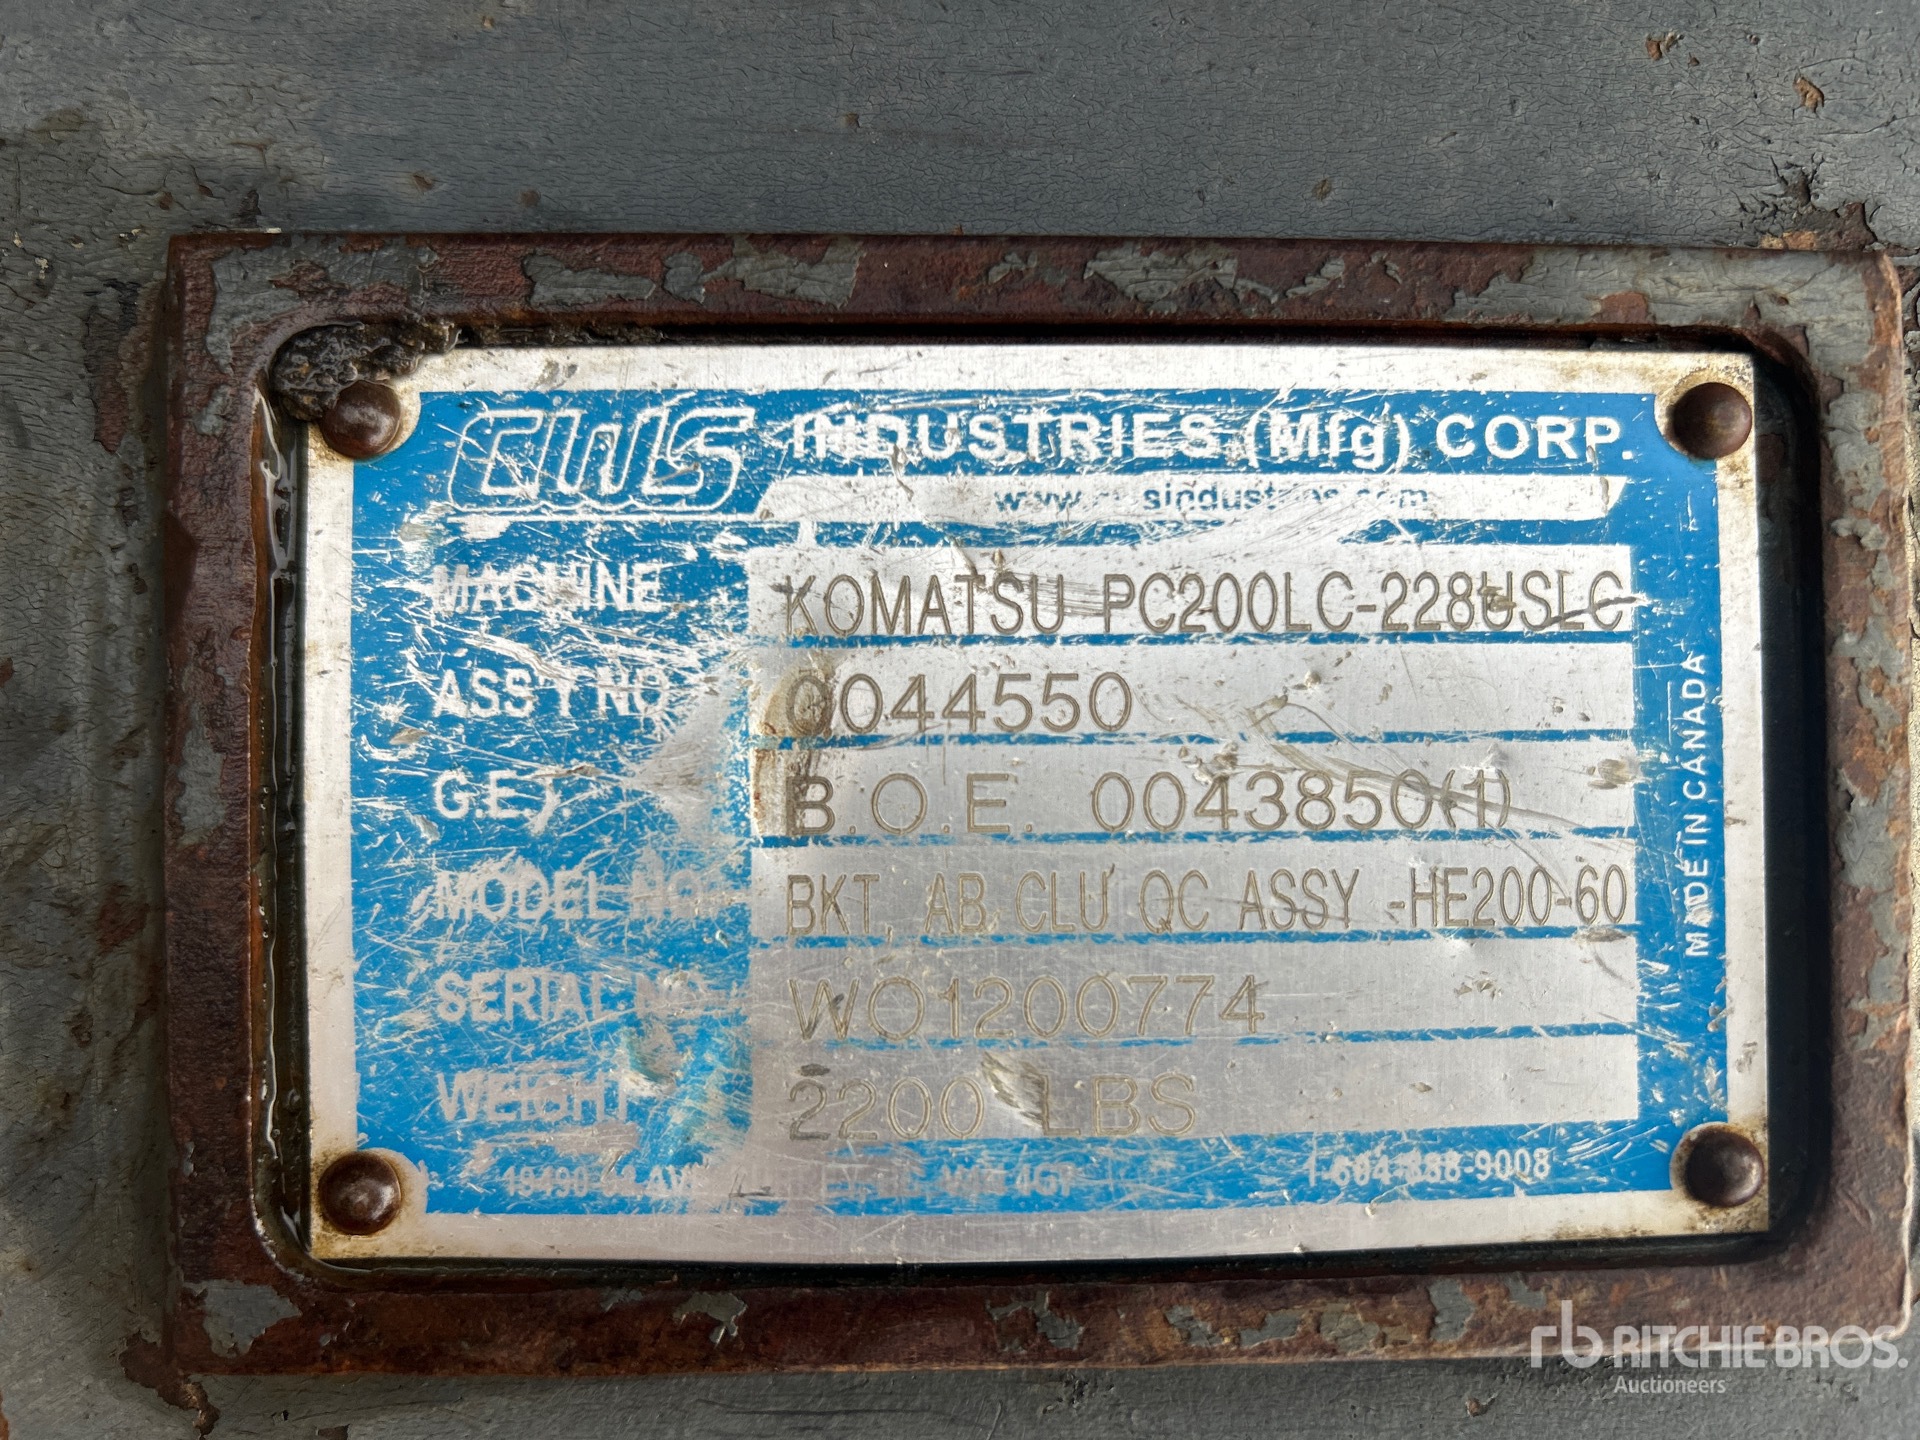 CWS INDUSTRIES (Mfg) CORP.
MACHINE KOMATSU PC200LC-228USLC
ASS'Y NO. 0044550
B.O.E. 0043850(1)
MODEL NO. BKT, AB, CLU QC ASSY -HE200-60
SERIAL NO. WO1200774
WEIGHT 2200 LBS
1-604-888-9008
MADE IN CANADA
rb RITCHIE BROS.
Auctioneers